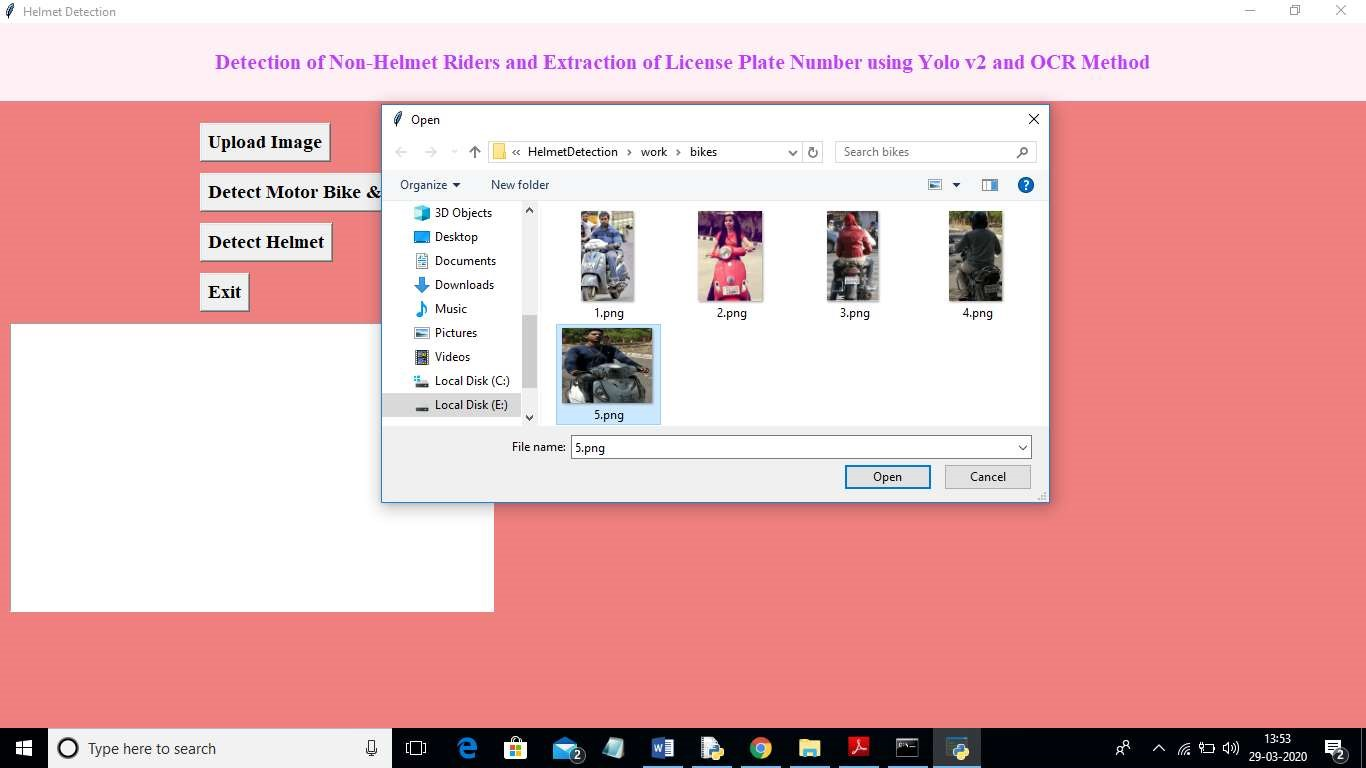 Helmet Detection
Detection of Non-Helmet Riders and Extraction of License Plate Number using Yolo v2 and OCR Method
Upload Image
Detect Motor Bike &
Detect Helmet
Exit
Open
« HelmetDetection › work › bikes
Search bikes
Organize
New folder
3D Objects
Desktop
Documents
Downloads
Music
Pictures
Videos
Local Disk (C:)
Local Disk (E:)
1.png
2.png
3.png
4.png
5.png
File name: 5.png
Open
Cancel
Type here to search
2
13:53
29-03-2020
2